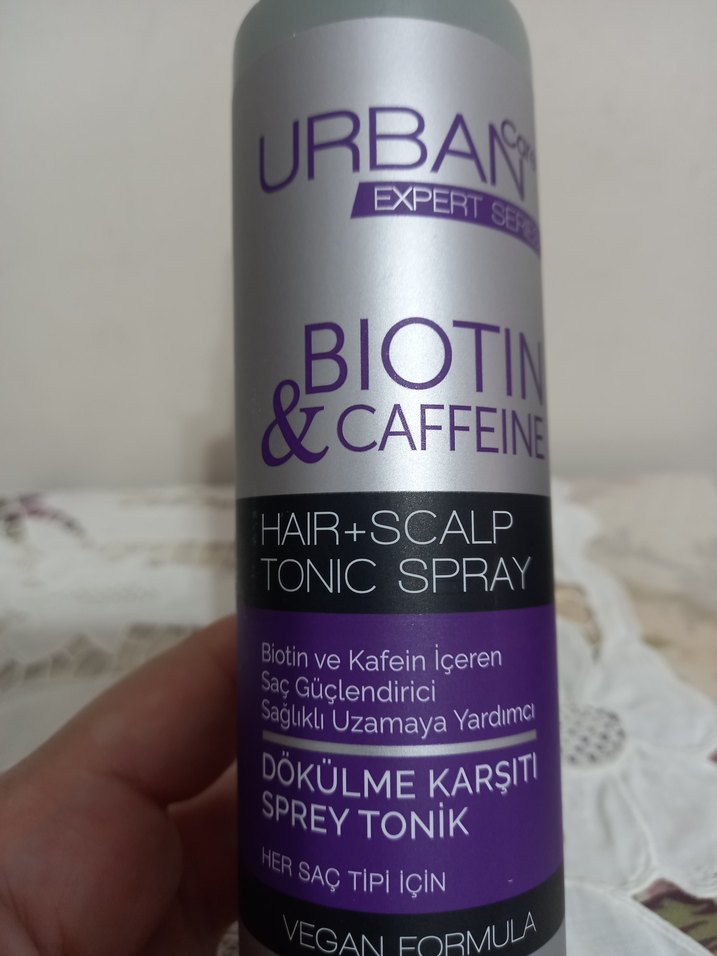 URBAN Care
EXPERT SERIES
BIOTIN
& CAFFEINE
HAIR+SCALP
TONIC SPRAY
Biotin ve Kafein İçeren
Saç Güçlendirici
Sağlıklı Uzamaya Yardımcı
DÖKÜLME KARŞITI
SPREY TONİK
HER SAÇ TİPİ İÇİN
VEGAN FORMULA